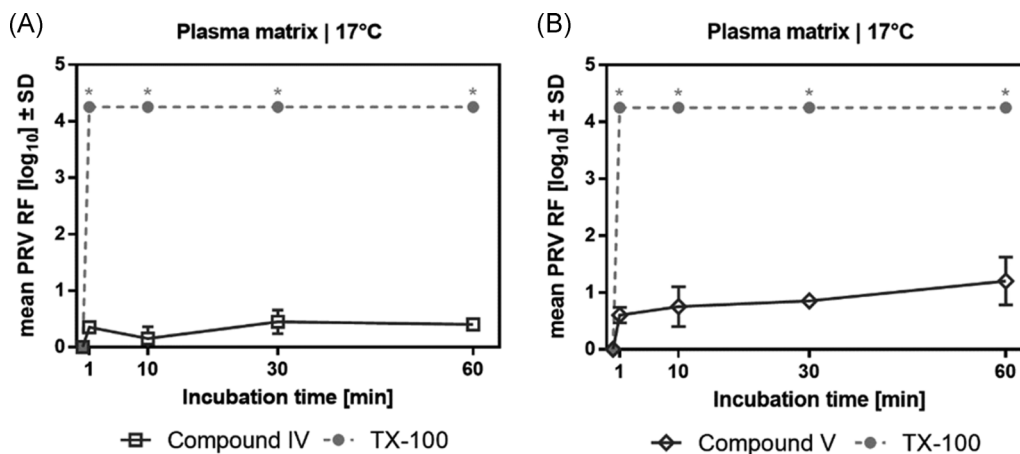 (A)
Plasma matrix | 17°C
mean PRV RF [log10] ± SD
5
4
3
2
1
0
* * * *
1 10 30 60
Incubation time [min]
Compound IV TX-100
(B)
Plasma matrix | 17°C
mean PRV RF [log10] ± SD
5
4
3
2
1
0
* * * *
1 10 30 60
Incubation time [min]
Compound V TX-100